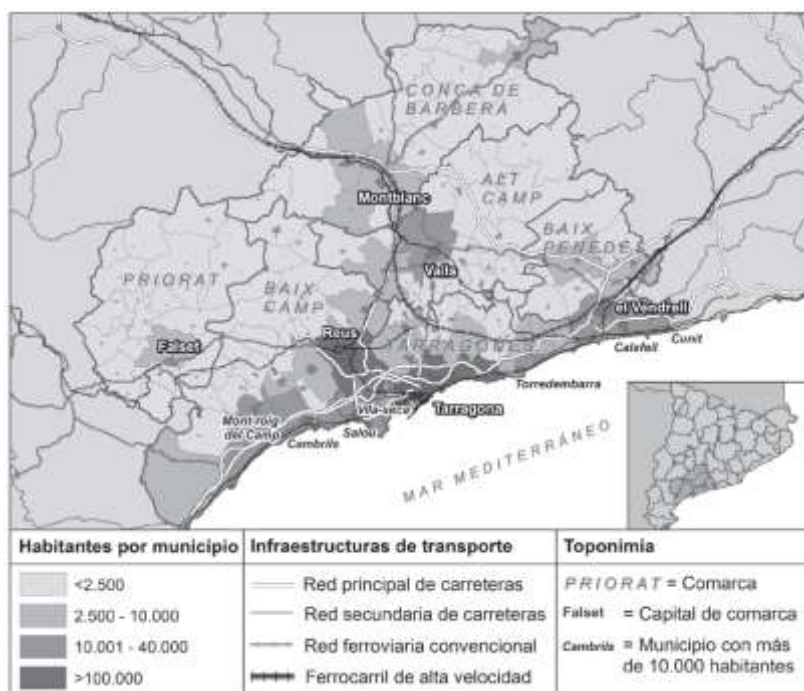 CONCA DE
BARBERÀ
Montblanc
ALT
CAMP
BAIX
PENEDÈS
PRIORAT
BAIX
CAMP
Valls
el Vendrell
Reus
Falset
TARRAGONÈS
Calafell
Cunit
Torredembarra
Vila-seca
Tarragona
Mont-roig
del Camp
Cambrils
Salou
MAR MEDITERRÁNEO
Habitantes por municipio
<2.500
2.500 - 10.000
10.001 - 40.000
>100.000
Infraestructuras de transporte
Red principal de carreteras
Red secundaria de carreteras
Red ferroviaria convencional
Ferrocarril de alta velocidad
Toponimia
PRIORAT = Comarca
Falset = Capital de comarca
Cambrils = Municipio con más
de 10.000 habitantes